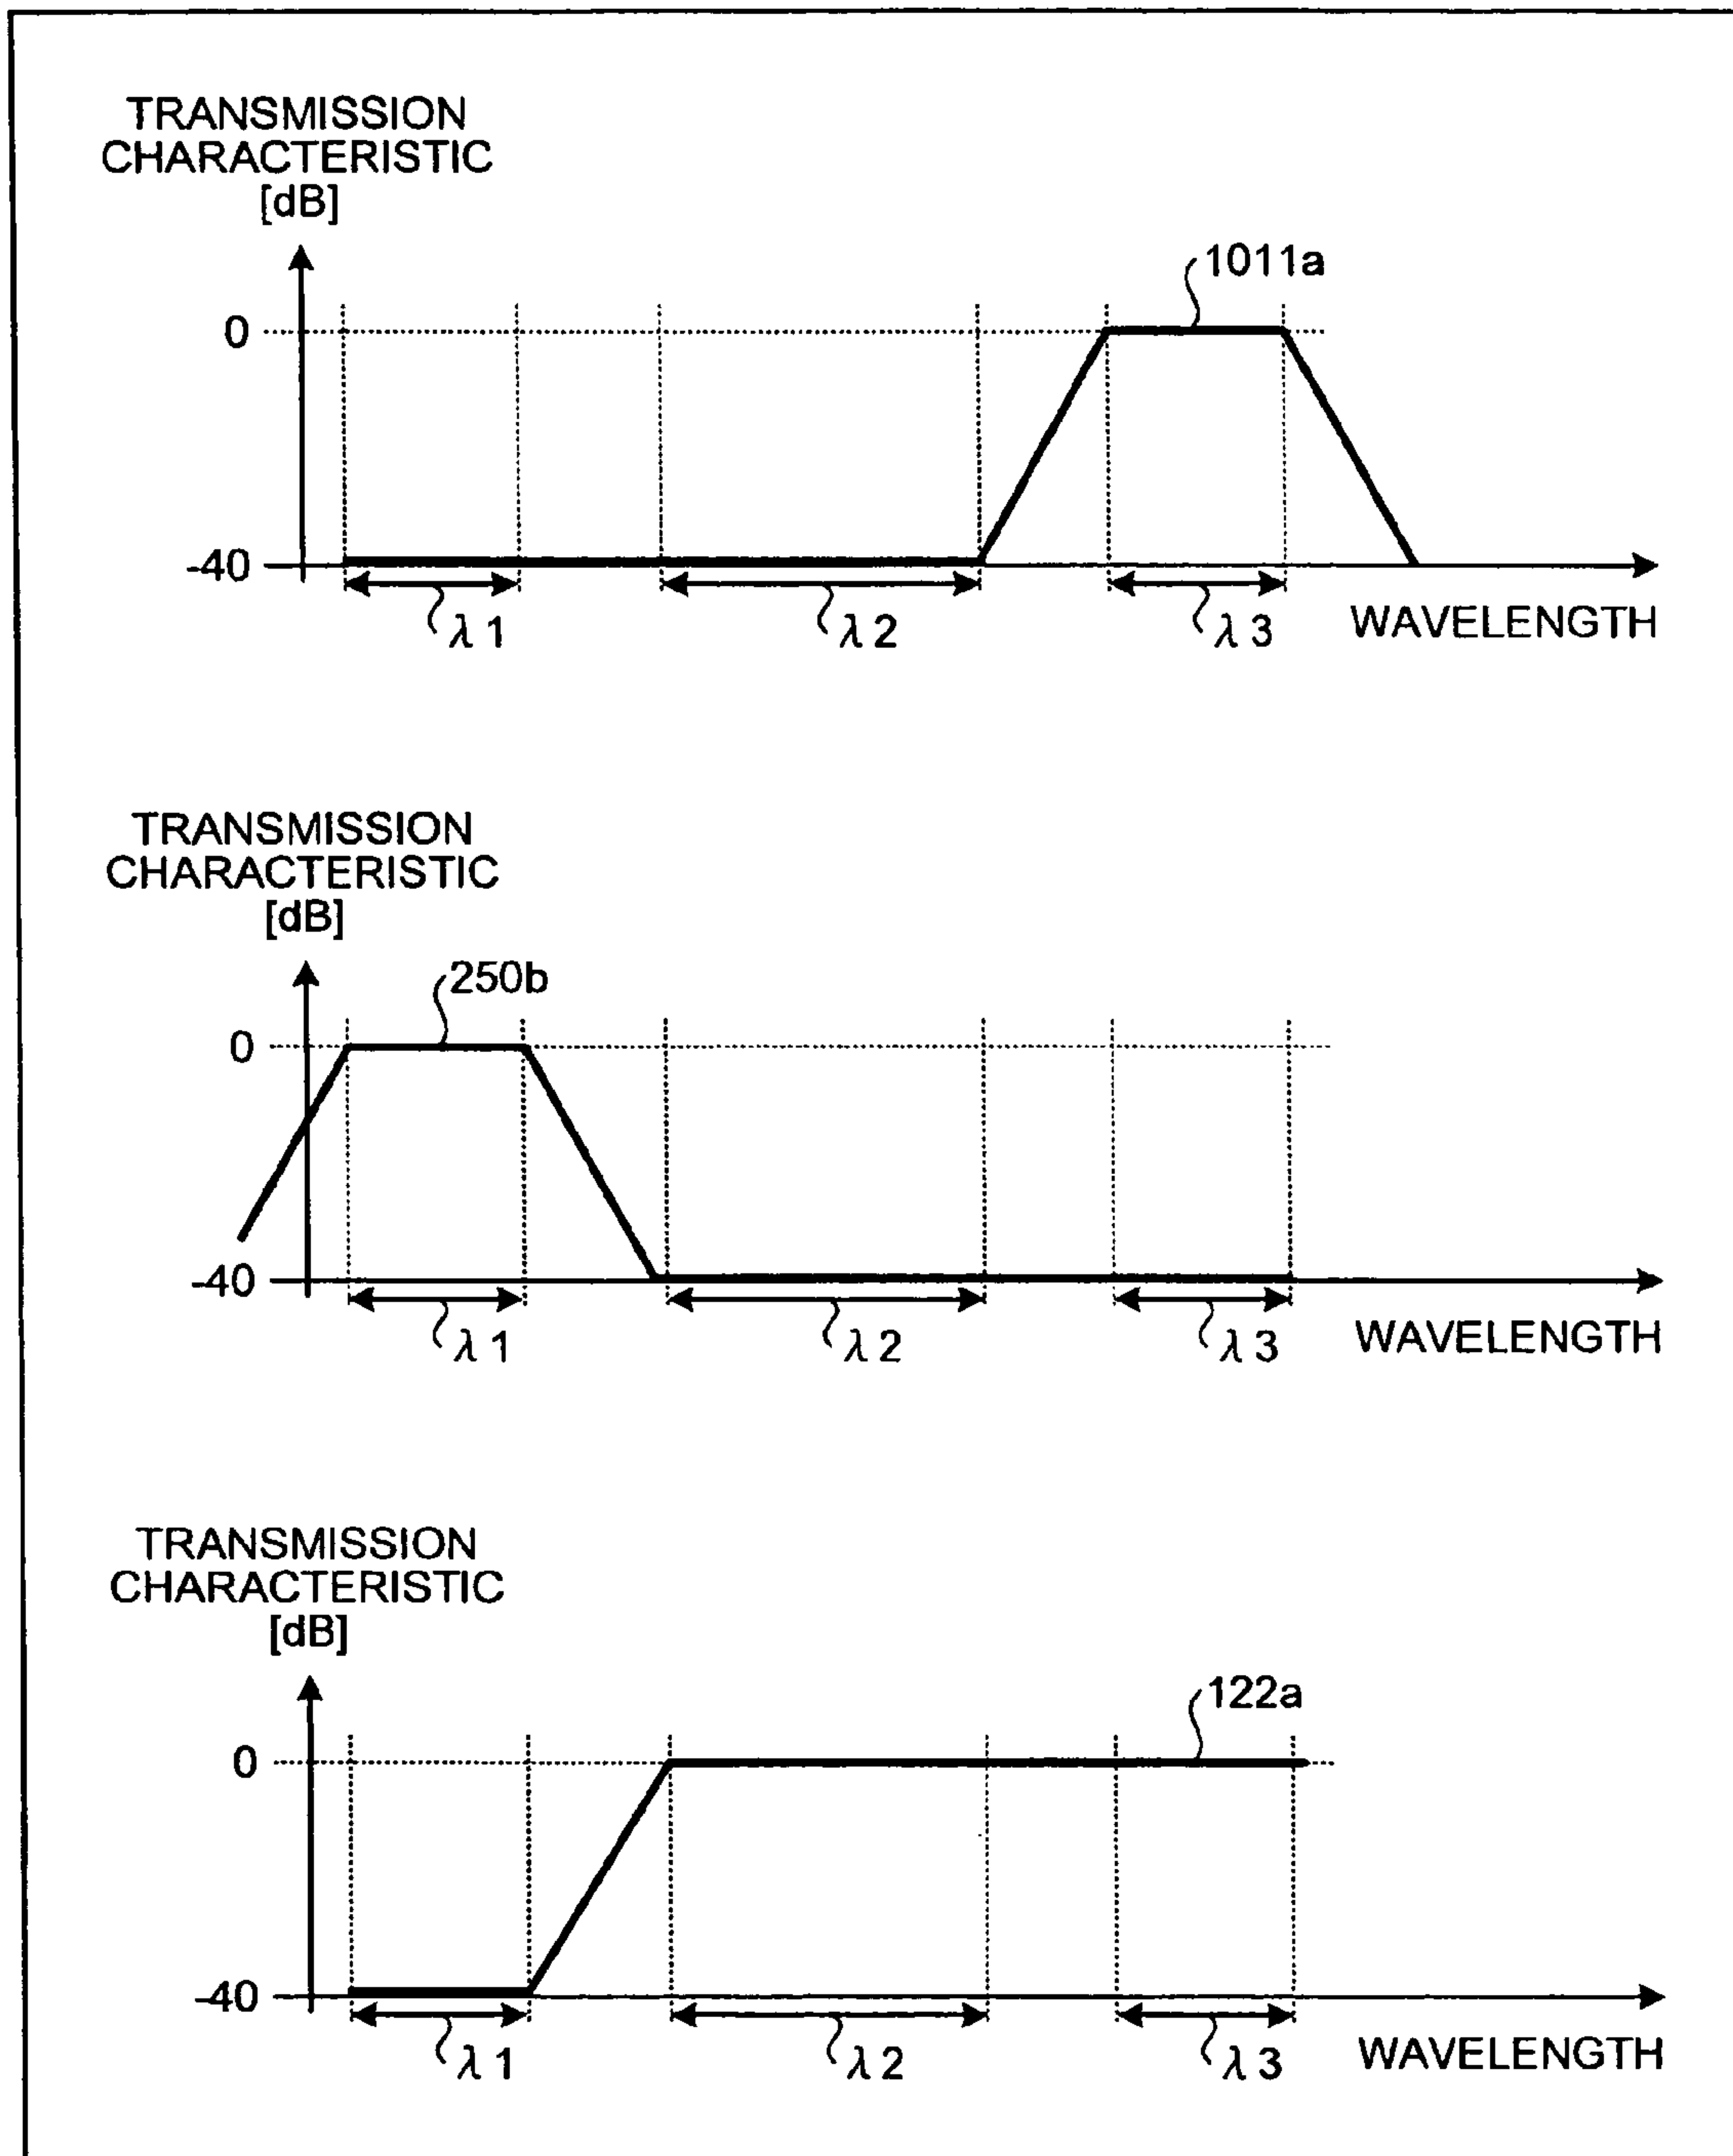 TRANSMISSION
CHARACTERISTIC
[dB]
1011a
0
-40
λ1
λ2
λ3
WAVELENGTH
TRANSMISSION
CHARACTERISTIC
[dB]
250b
0
-40
λ1
λ2
λ3
WAVELENGTH
TRANSMISSION
CHARACTERISTIC
[dB]
122a
0
-40
λ1
λ2
λ3
WAVELENGTH